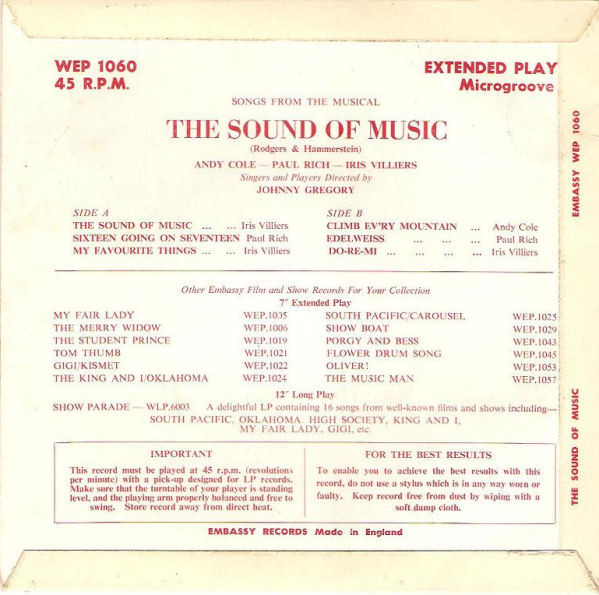 WEP 1060 EXTENDED PLAY
45 R.P.M. Microgroove
SONGS FROM THE MUSICAL
THE SOUND OF MUSIC
(Rodgers & Hammerstein)
ANDY COLE — PAUL RICH — IRIS VILLIERS
Singers and Players Directed by
JOHNNY GREGORY
SIDE A
THE SOUND OF MUSIC ... ... Iris Villiers
SIXTEEN GOING ON SEVENTEEN Paul Rich
MY FAVOURITE THINGS ... ... Iris Villiers
SIDE B
CLIMB EV'RY MOUNTAIN ... Andy Cole
EDELWEISS ... ... ... Paul Rich
DO-RE-MI ... ... ... ... Iris Villiers
Other Embassy Film and Show Records For Your Collection
7″ Extended Play
MY FAIR LADY WEP.1035 SOUTH PACIFIC/CAROUSEL WEP.1025
THE MERRY WIDOW WEP.1006 SHOW BOAT WEP.1029
THE STUDENT PRINCE WEP.1019 PORGY AND BESS WEP.1043
TOM THUMB WEP.1021 FLOWER DRUM SONG WEP.1045
GIGI/KISMET WEP.1022 OLIVER! WEP.1053
THE KING AND I/OKLAHOMA WEP.1024 THE MUSIC MAN WEP.1057
12″ Long Play
SHOW PARADE — WLP.6003 A delightful LP containing 16 songs from well-known films and shows including—
SOUTH PACIFIC, OKLAHOMA. HIGH SOCIETY, KING AND I,
MY FAIR LADY, GIGI, etc.
IMPORTANT
This record must be played at 45 r.p.m. (revolutions
per minute) with a pick-up designed for LP records.
Make sure that the turntable of your player is standing
level, and the playing arm properly balanced and free to
swing. Store record away from direct heat.
FOR THE BEST RESULTS
To enable you to achieve the best results with this
record, do not use a stylus which is in any way worn or
faulty. Keep record free from dust by wiping with a
soft damp cloth.
EMBASSY RECORDS Made in England
EMBASSY WEP 1060
THE SOUND OF MUSIC